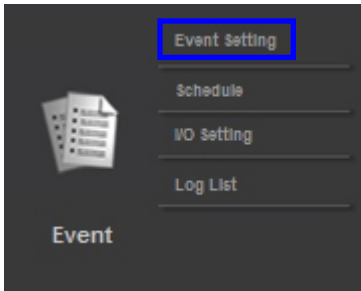 Event Setting
Schedule
I/O Setting
Log List
Event